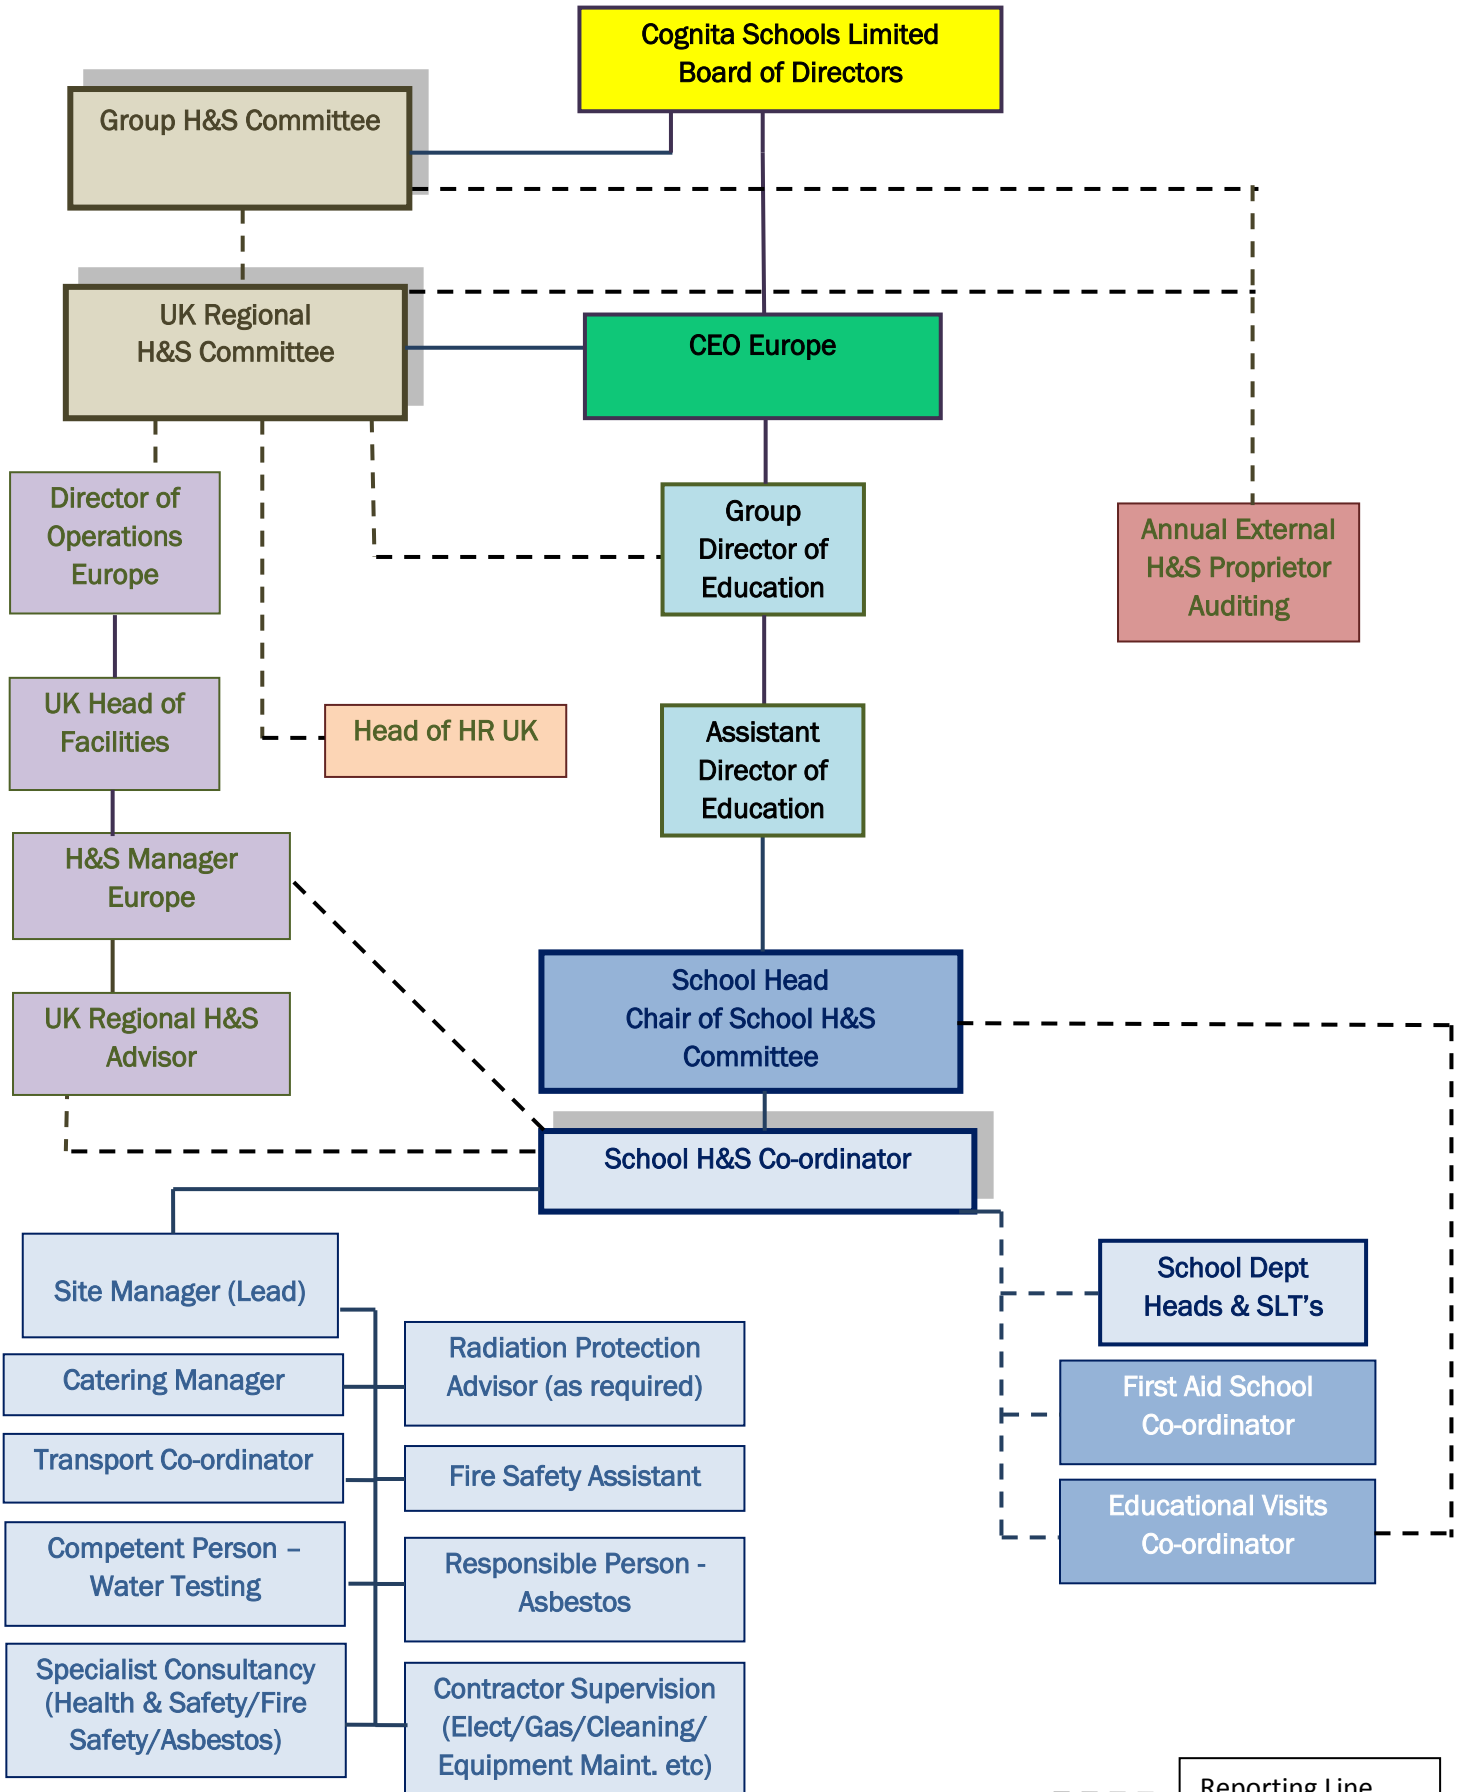 Cognita Schools Limited
Board of Directors
Group H&S Committee
UK Regional
H&S Committee
CEO Europe
Director of
Operations
Europe
Group
Director of
Education
Annual External
H&S Proprietor
Auditing
UK Head of
Facilities
Head of HR UK
Assistant
Director of
Education
H&S Manager
Europe
School Head
Chair of School H&S
Committee
UK Regional H&S
Advisor
School H&S Co-ordinator
Site Manager (Lead)
School Dept
Heads & SLT’s
Radiation Protection
Advisor (as required)
Catering Manager
First Aid School
Co-ordinator
Transport Co-ordinator
Fire Safety Assistant
Educational Visits
Co-ordinator
Competent Person –
Water Testing
Responsible Person -
Asbestos
Specialist Consultancy
(Health & Safety/Fire
Safety/Asbestos)
Contractor Supervision
(Elect/Gas/Cleaning/
Equipment Maint. etc)
Reporting Line